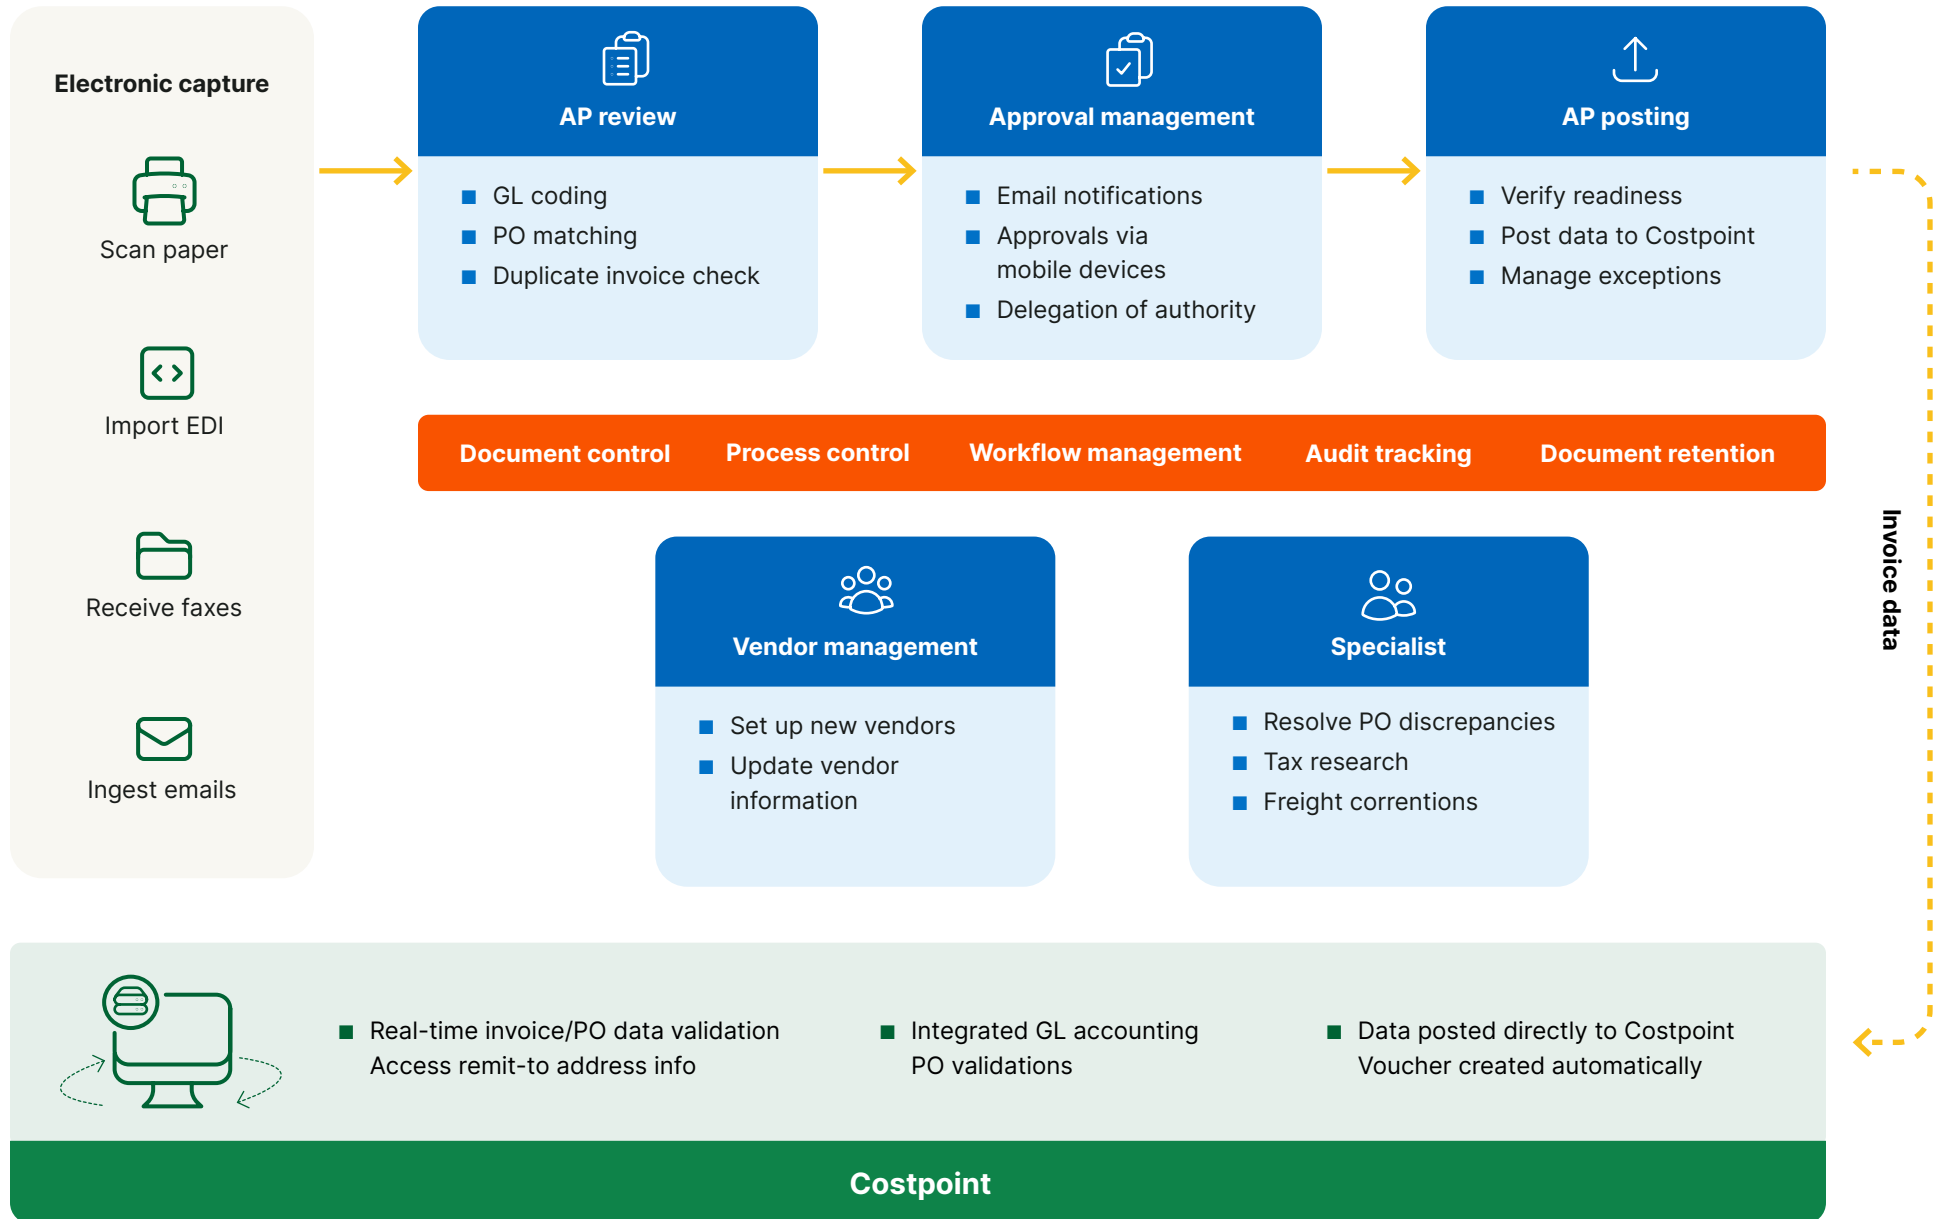 Electronic capture
Scan paper
Import EDI
Receive faxes
Ingest emails
AP review
GL coding
PO matching
Duplicate invoice check
Approval management
Email notifications
Approvals via
mobile devices
Delegation of authority
AP posting
Verify readiness
Post data to Costpoint
Manage exceptions
Document control
Process control
Workflow management
Audit tracking
Document retention
Vendor management
Set up new vendors
Update vendor
information
Specialist
Resolve PO discrepancies
Tax research
Freight correntions
Invoice data
Real-time invoice/PO data validation
Access remit-to address info
Integrated GL accounting
PO validations
Data posted directly to Costpoint
Voucher created automatically
Costpoint